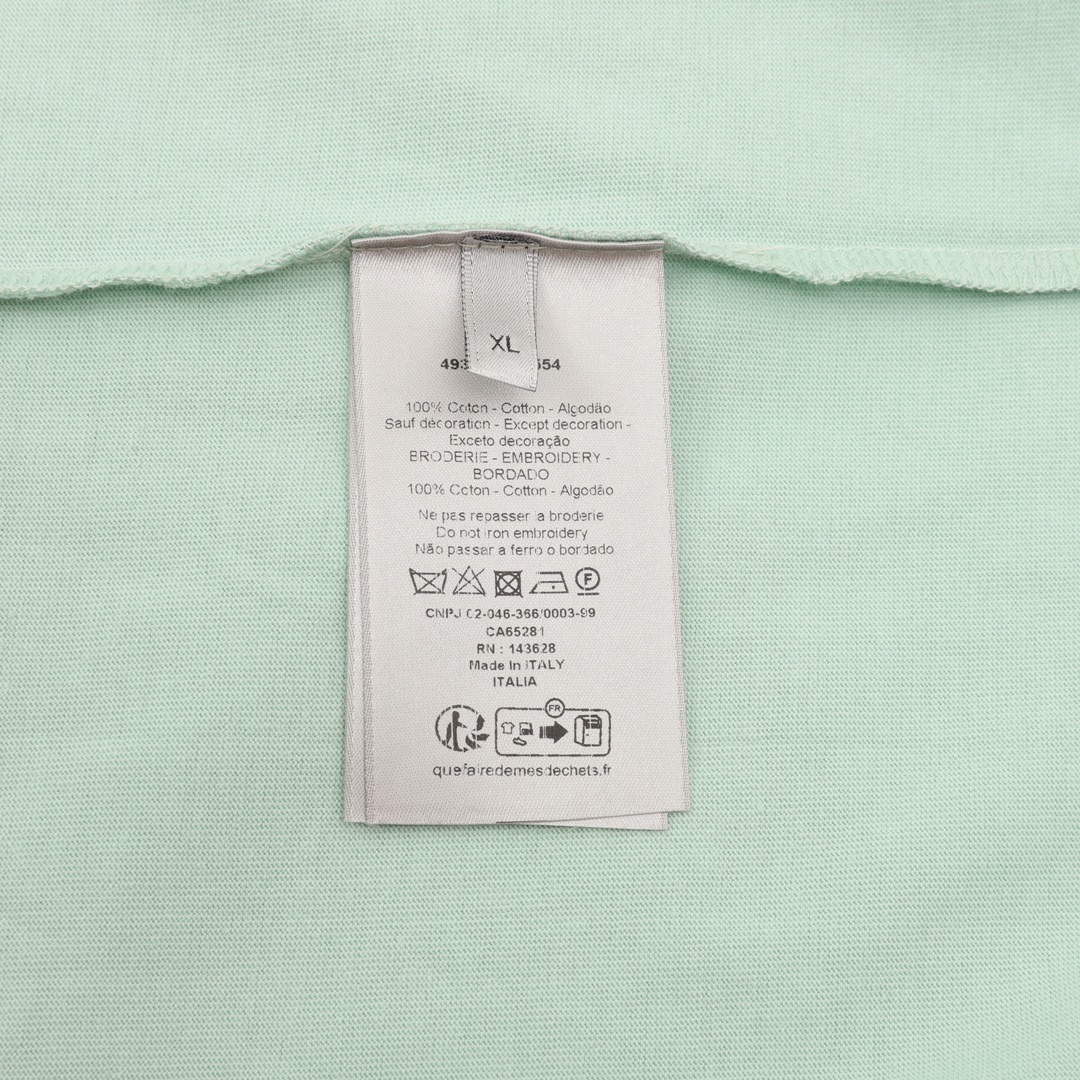 XL
493 554
100% Coton - Cotton - Algodão
Sauf décoration - Except decoration -
Exceto decoração
BRODERIE - EMBROIDERY -
BORDADO
100% Coton - Cotton - Algodão
Ne pas repasser la broderie
Do not iron embroidery
Não passar a ferro o bordado
F
CNPJ 02-046-366/0003-99
CA65281
RN : 143628
Made In ITALY
ITALIA
FR
quefairedemesdechets.fr